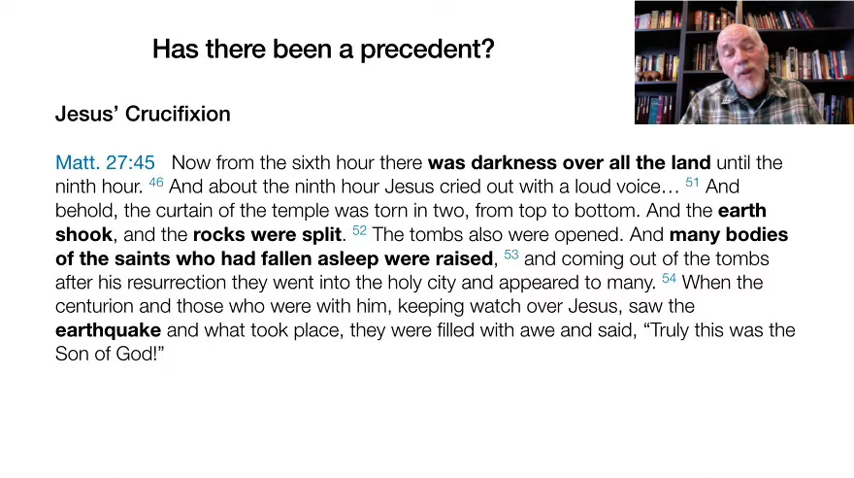 Has there been a precedent?
Jesus’ Crucifixion
Matt. 27:45 Now from the sixth hour there was darkness over all the land until the
ninth hour. 46 And about the ninth hour Jesus cried out with a loud voice… 51 And
behold, the curtain of the temple was torn in two, from top to bottom. And the earth
shook, and the rocks were split. 52 The tombs also were opened. And many bodies
of the saints who had fallen asleep were raised, 53 and coming out of the tombs
after his resurrection they went into the holy city and appeared to many. 54 When the
centurion and those who were with him, keeping watch over Jesus, saw the
earthquake and what took place, they were filled with awe and said, “Truly this was the
Son of God!”